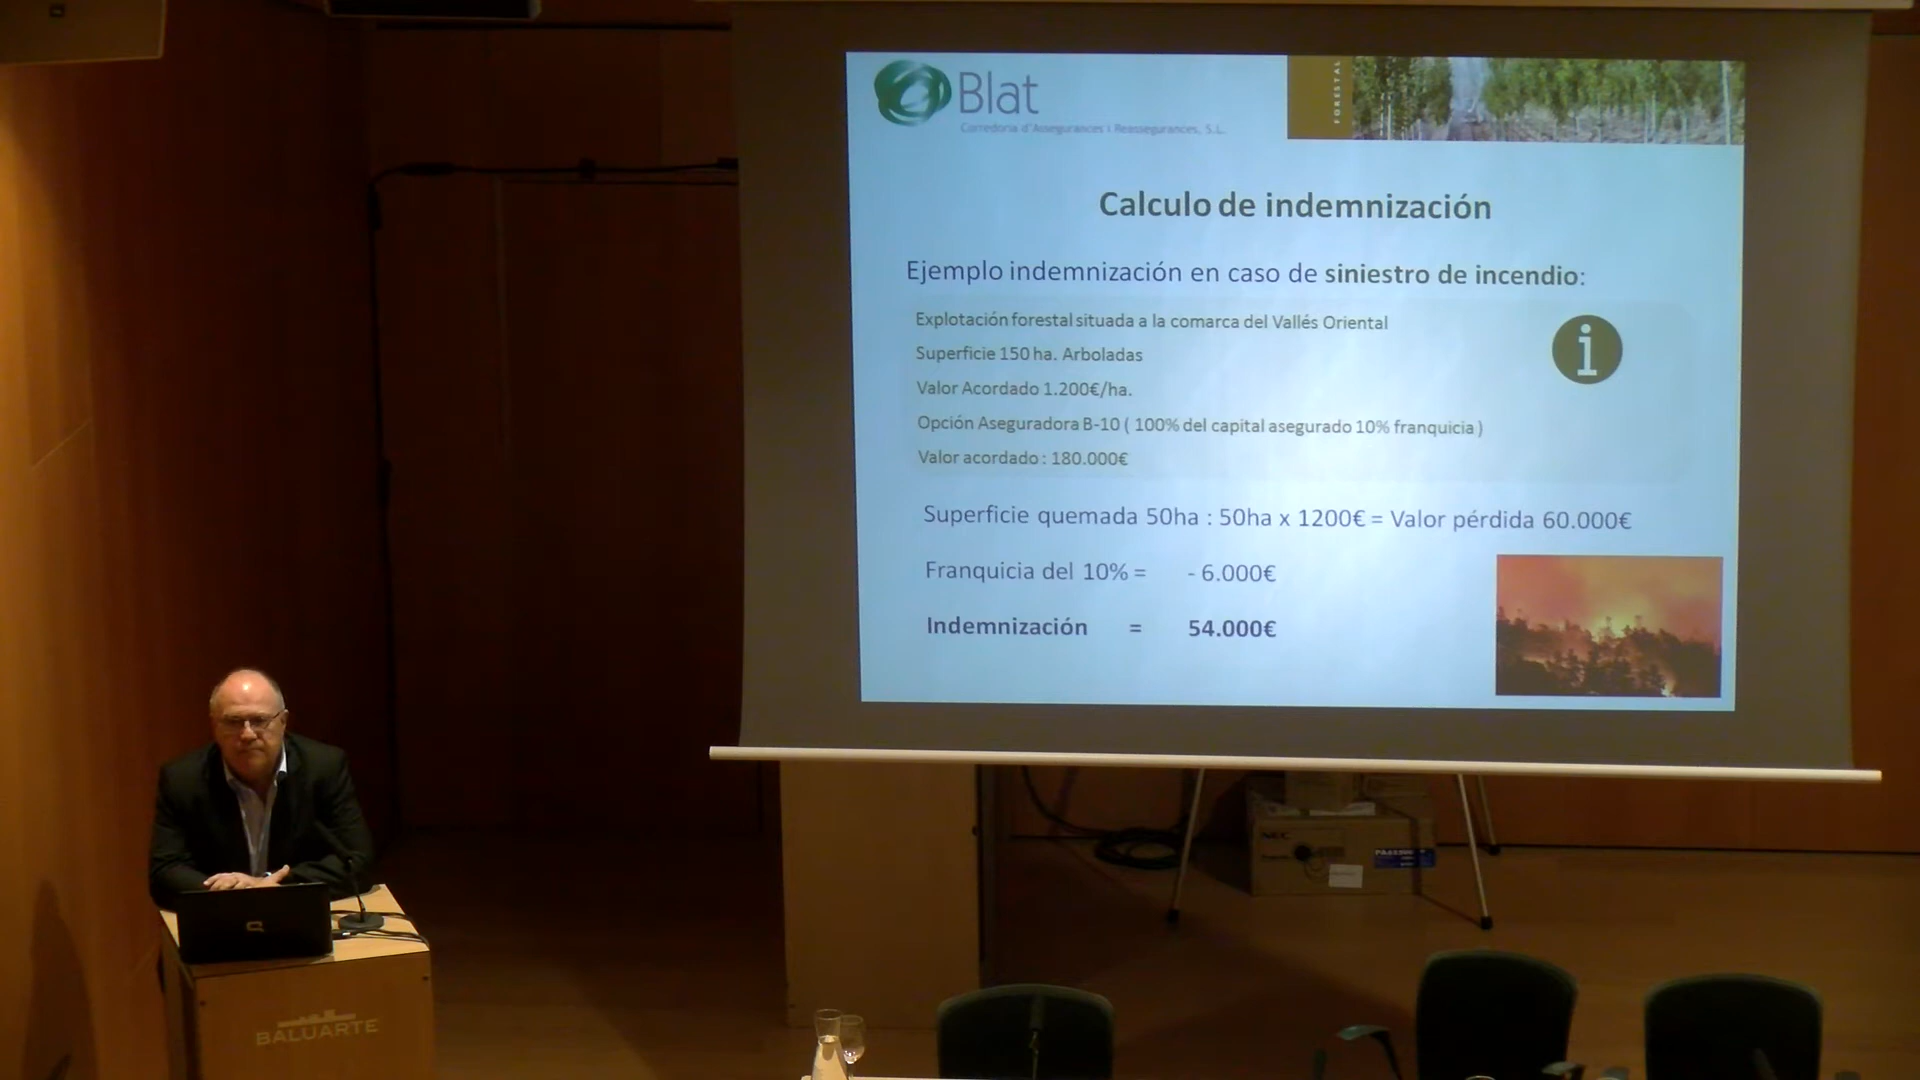 Blat
Corredoria d'Assegurances i Reassegurances, S.L.
FORESTAL
Calculo de indemnización
Ejemplo indemnización en caso de siniestro de incendio:
Explotación forestal situada a la comarca del Vallés Oriental
Superficie 150 ha. Arboladas
Valor Acordado 1.200€/ha.
Opción Aseguradora B-10 ( 100% del capital asegurado 10% franquicia )
Valor acordado : 180.000€
Superficie quemada 50ha : 50ha x 1200€ = Valor pérdida 60.000€
Franquicia del 10% = - 6.000€
Indemnización = 54.000€
NEC
BALUARTE